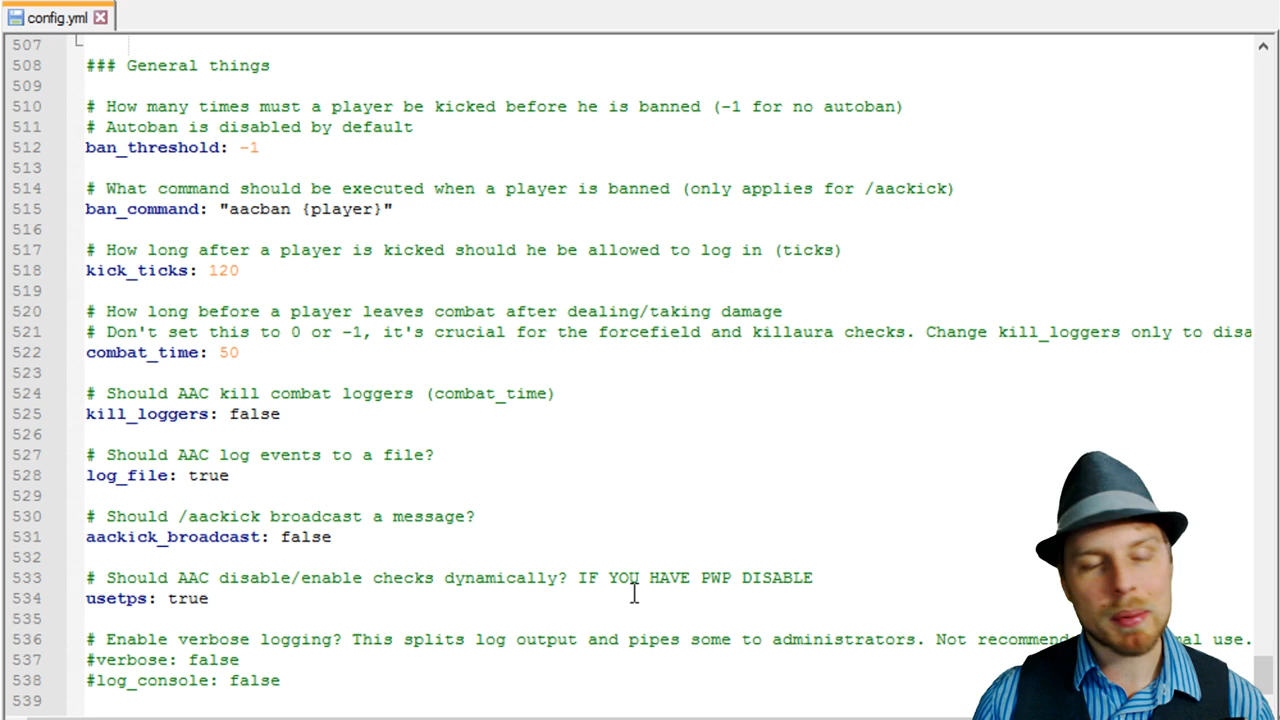 config.yml
507
508 ### General things
509
510 # How many times must a player be kicked before he is banned (-1 for no autoban)
511 # Autoban is disabled by default
512 ban_threshold: -1
513
514 # What command should be executed when a player is banned (only applies for /aackick)
515 ban_command: "aacban {player}"
516
517 # How long after a player is kicked should he be allowed to log in (ticks)
518 kick_ticks: 120
519
520 # How long before a player leaves combat after dealing/taking damage
521 # Don't set this to 0 or -1, it's crucial for the forcefield and killaura checks. Change kill_loggers only to disa
522 combat_time: 50
523
524 # Should AAC kill combat loggers (combat_time)
525 kill_loggers: false
526
527 # Should AAC log events to a file?
528 log_file: true
529
530 # Should /aackick broadcast a message?
531 aackick_broadcast: false
532
533 # Should AAC disable/enable checks dynamically? IF YOU HAVE PWP DISABLE
534 usetps: true
535
536 # Enable verbose logging? This splits log output and pipes some to administrators. Not use.
537 #verbose: false
538 #log_console: false
539